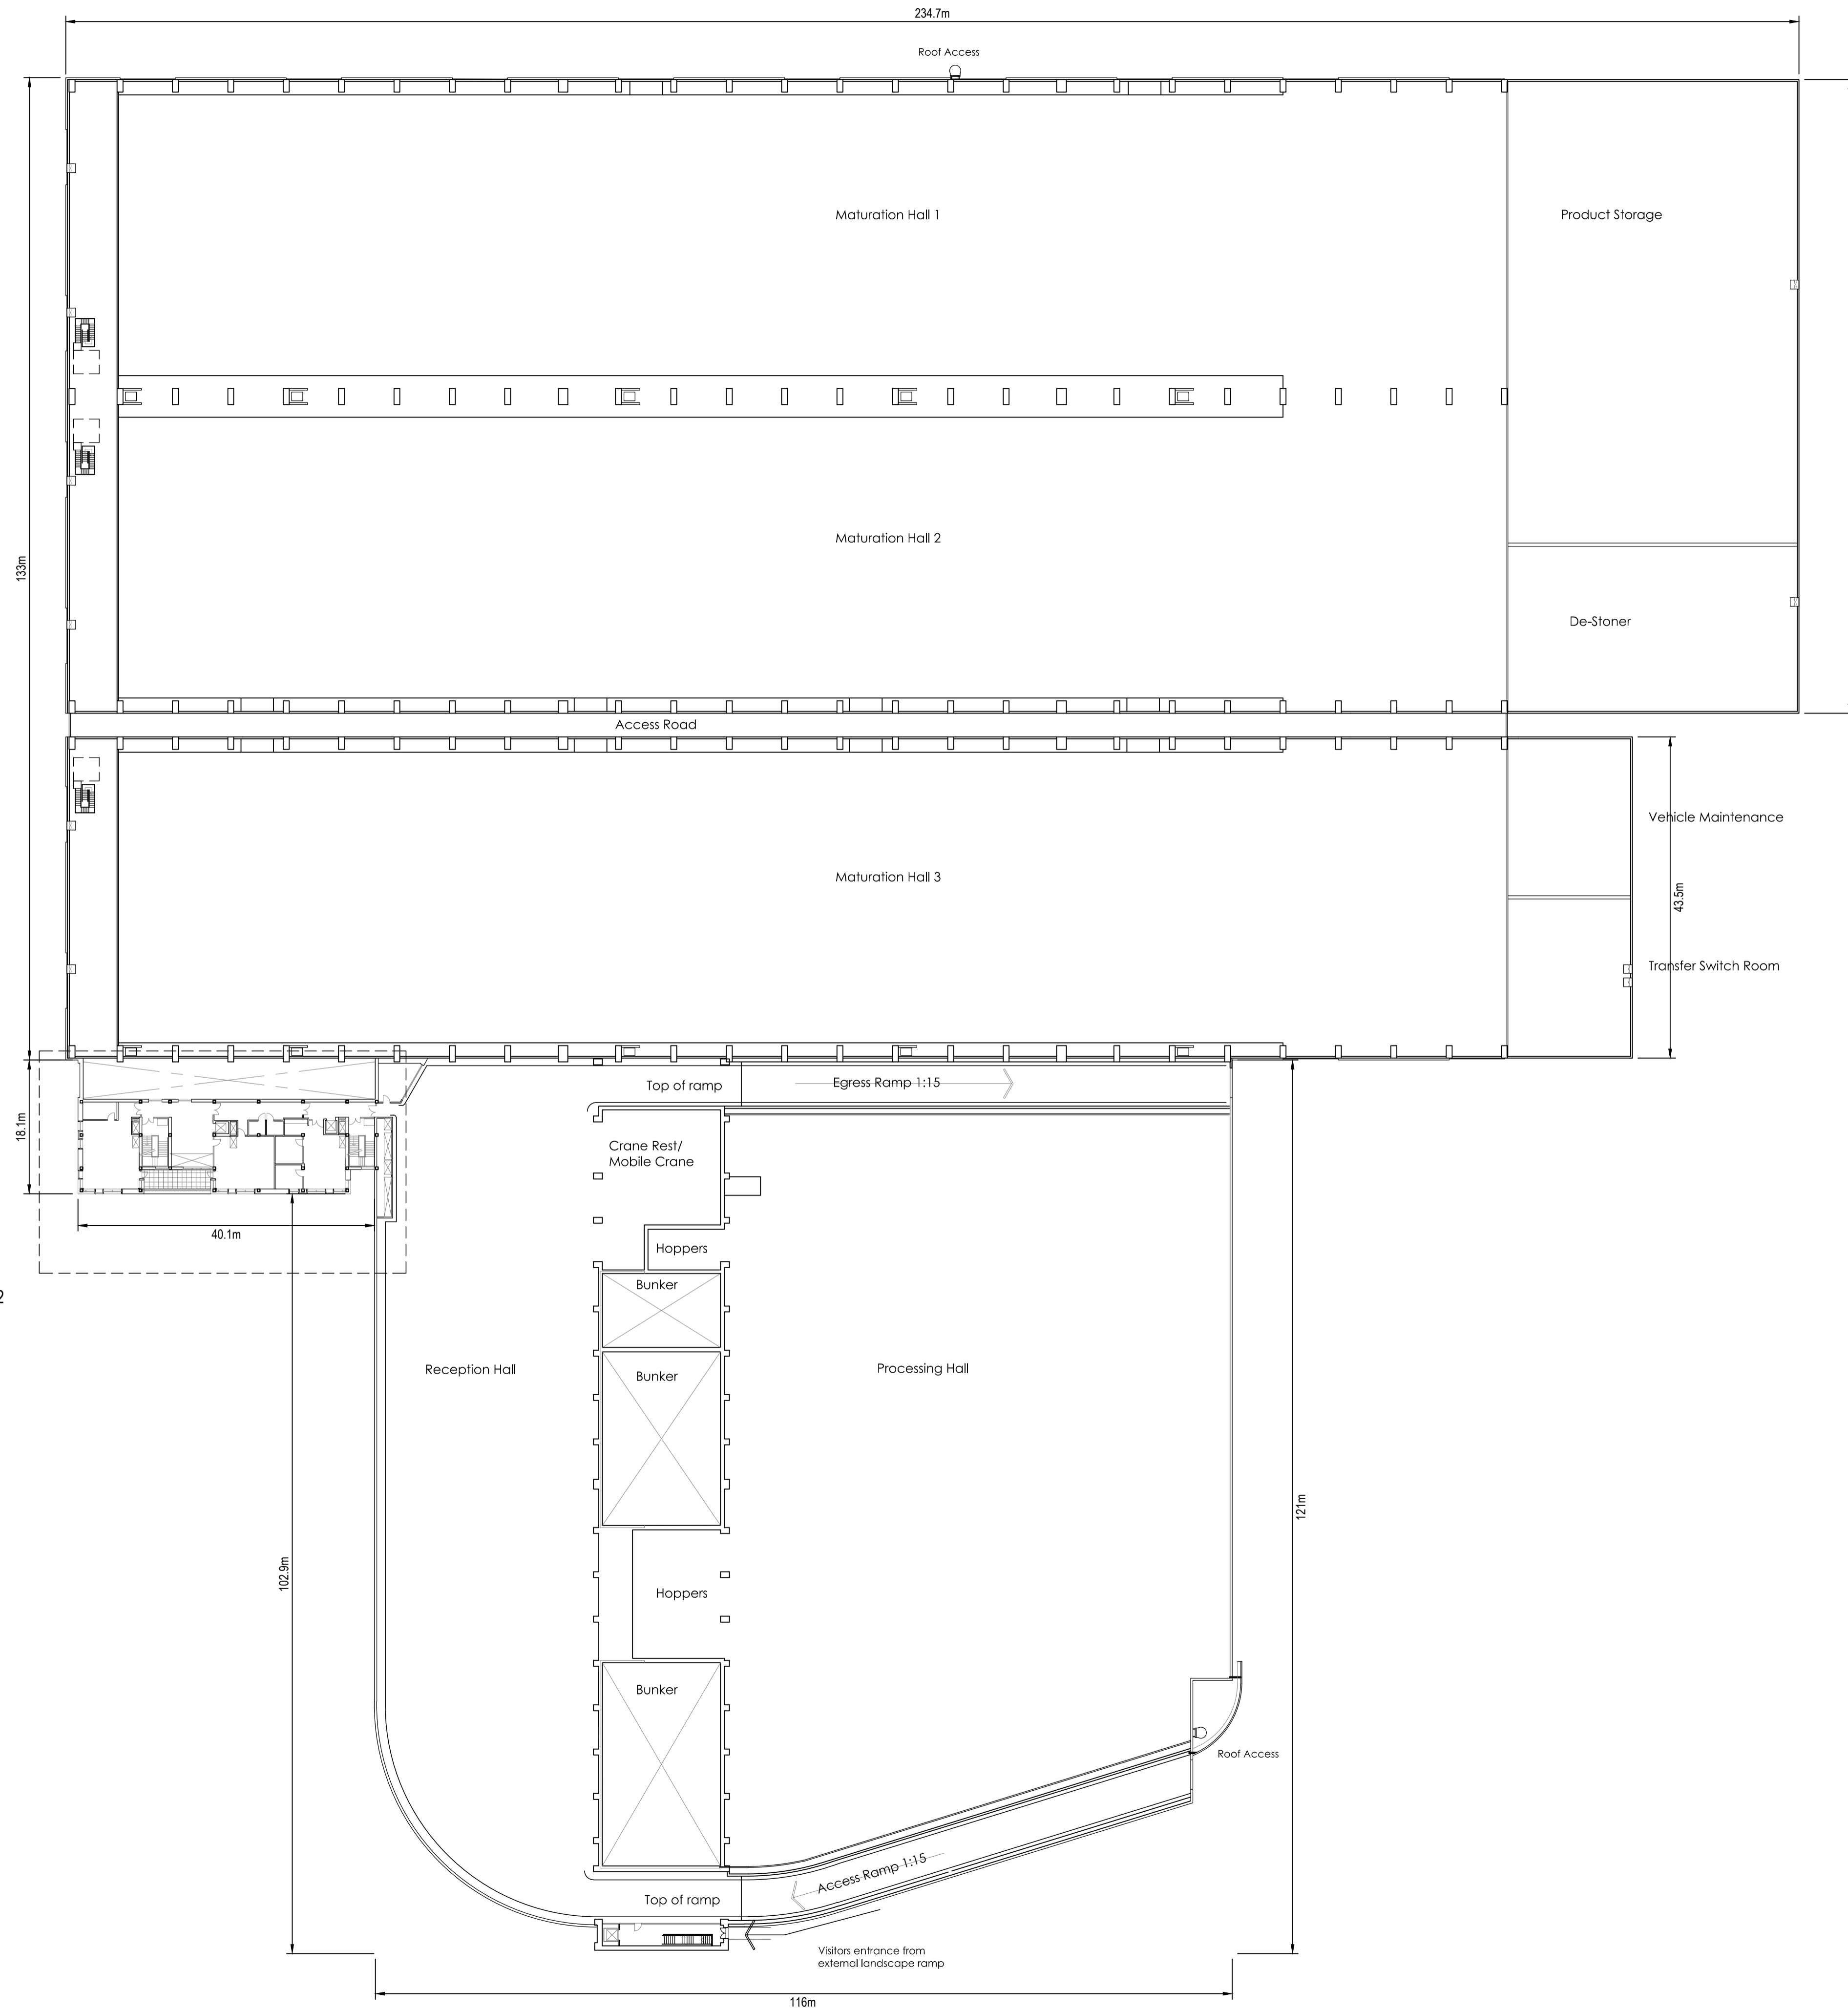 234.7m
Roof Access
Maturation Hall 1
Product Storage
Maturation Hall 2
133m
De-Stoner
Access Road
Vehicle Maintenance
Maturation Hall 3
43.5m
Transfer Switch Room
Top of ramp
Egress Ramp 1:15
18.1m
Crane Rest/
Mobile Crane
40.1m
Hoppers
Bunker
2
Reception Hall
Processing Hall
Bunker
121m
102.9m
Hoppers
Bunker
Roof Access
Access Ramp 1:15
Top of ramp
Visitors entrance from
external landscape ramp
116m